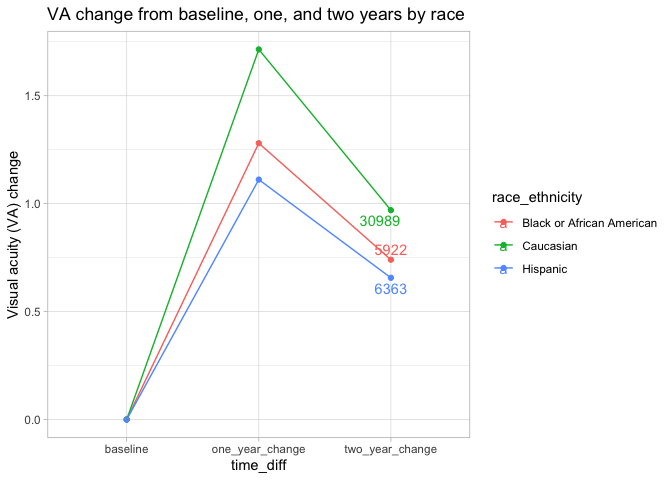 VA change from baseline, one, and two years by race
Visual acuity (VA) change
1.5
1.0
0.5
0.0
30989
5922
6363
baseline
one_year_change
two_year_change
time_diff
race_ethnicity
a Black or African American
a Caucasian
a Hispanic